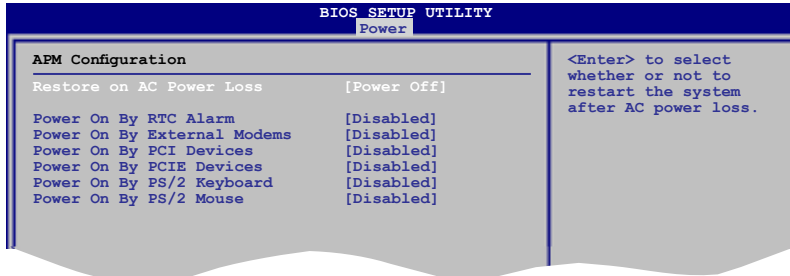 BIOS SETUP UTILITY
Power
APM Configuration
Restore on AC Power Loss [Power Off]
Power On By RTC Alarm [Disabled]
Power On By External Modems [Disabled]
Power On By PCI Devices [Disabled]
Power On By PCIE Devices [Disabled]
Power On By PS/2 Keyboard [Disabled]
Power On By PS/2 Mouse [Disabled]
<Enter> to select
whether or not to
restart the system
after AC power loss.